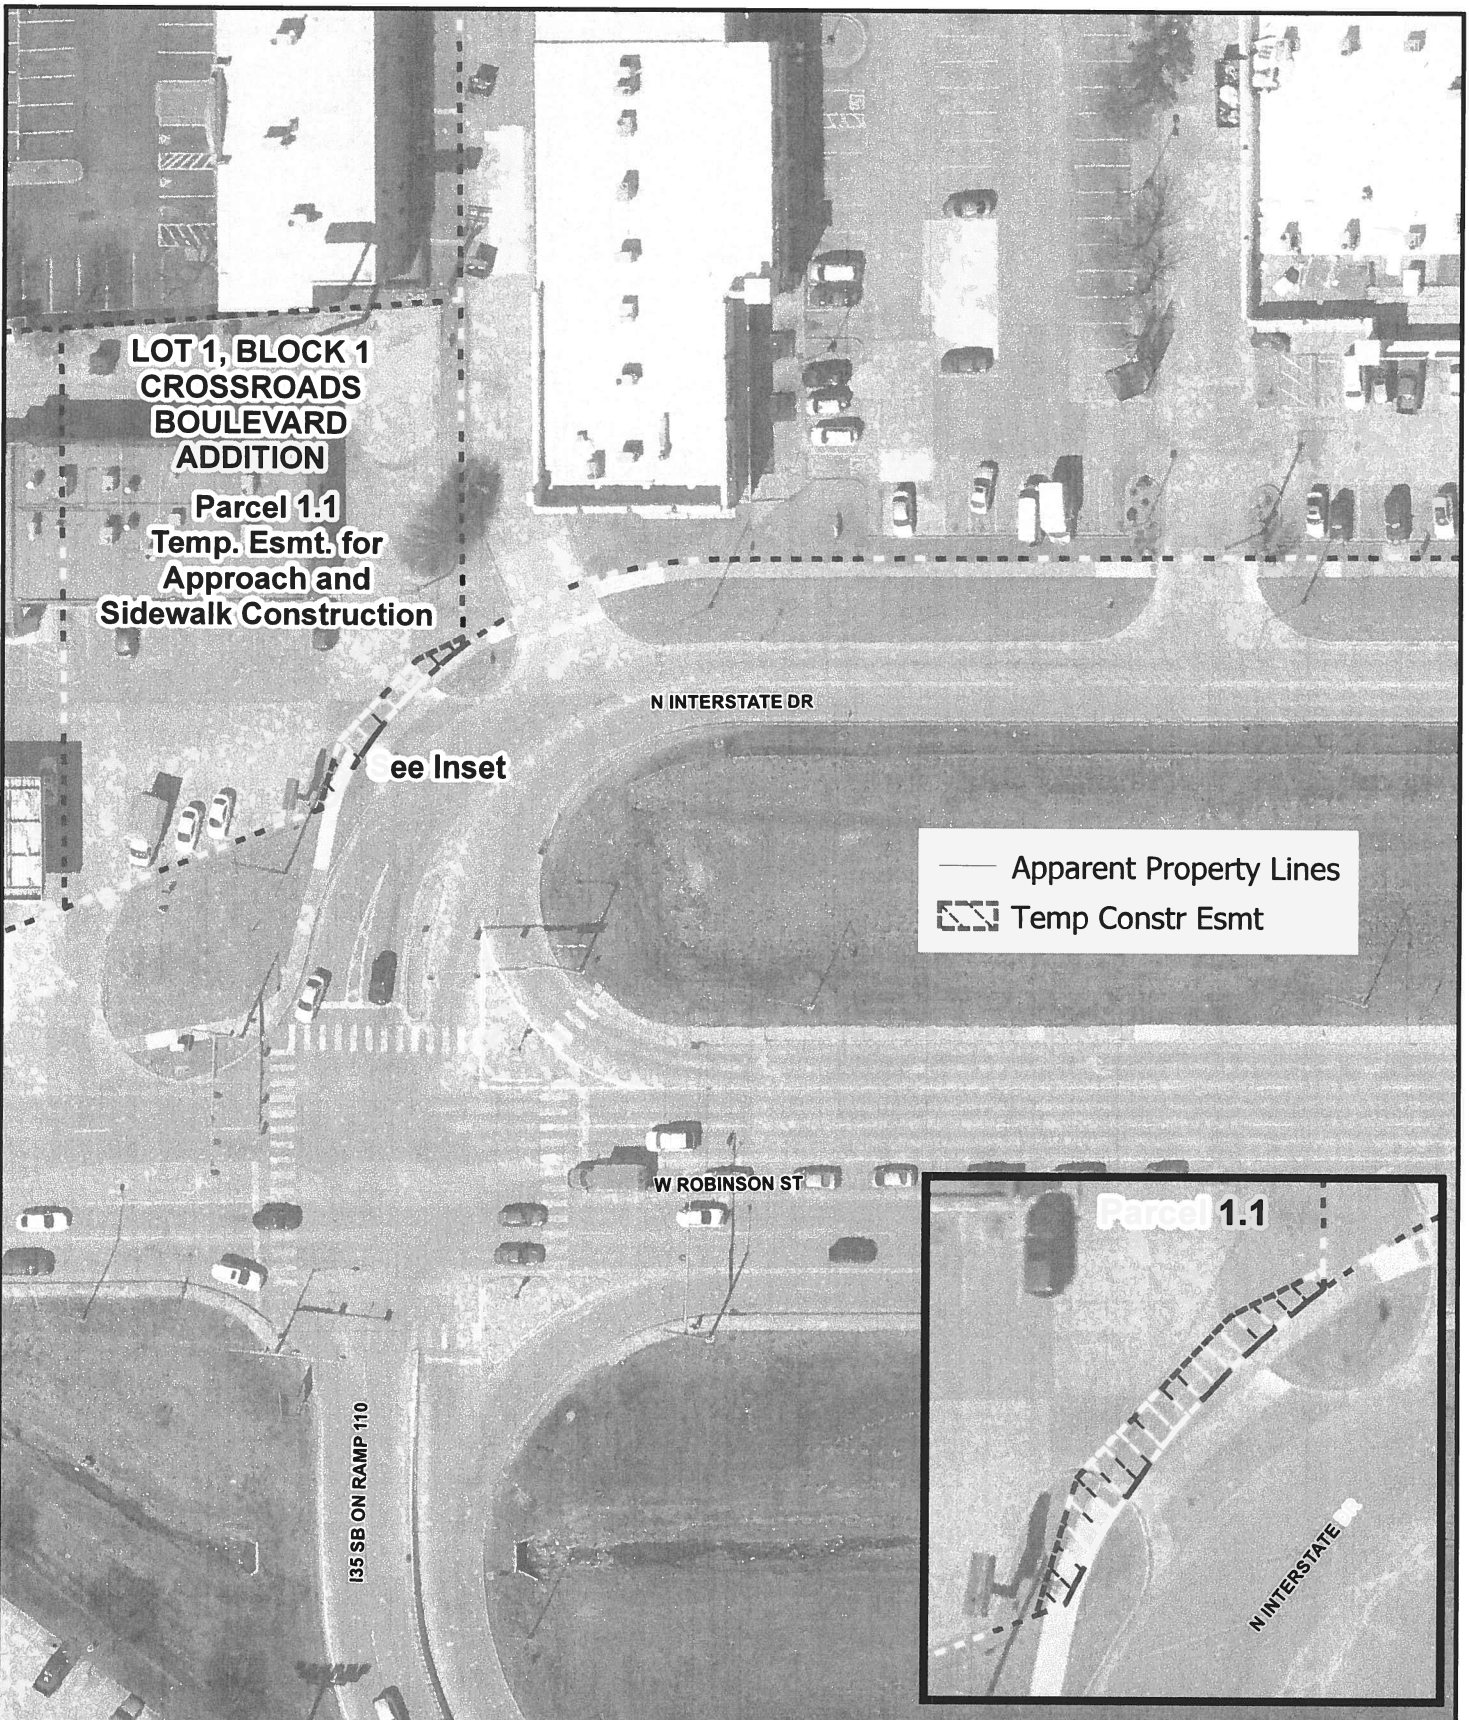 LOT 1, BLOCK 1
CROSSROADS
BOULEVARD
ADDITION
Parcel 1.1
Temp. Esmt. for
Approach and
Sidewalk Construction
N INTERSTATE DR
See Inset
Apparent Property Lines
Temp Constr Esmt
W ROBINSON ST
I35 SB ON RAMP 110
Parcel 1.1
N INTERSTATE DR